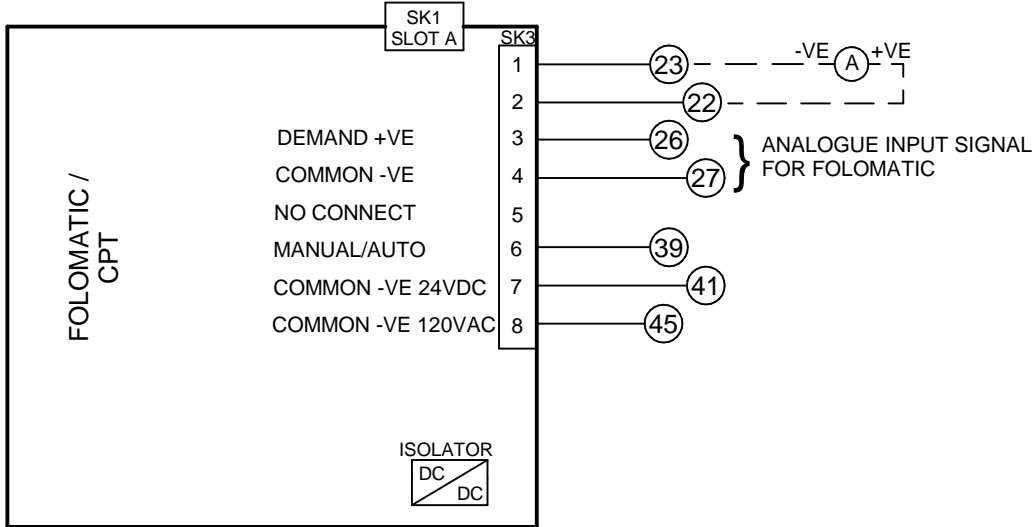 SK1
SLOT A
SK3
1 23 -VE A +VE
2 22
DEMAND +VE 3 26
COMMON -VE 4 27
ANALOGUE INPUT SIGNAL
FOR FOLOMATIC
NO CONNECT 5
MANUAL/AUTO 6 39
COMMON -VE 24VDC 7 41
COMMON -VE 120VAC 8 45
FOLOMATIC /
CPT
ISOLATOR
DC
DC